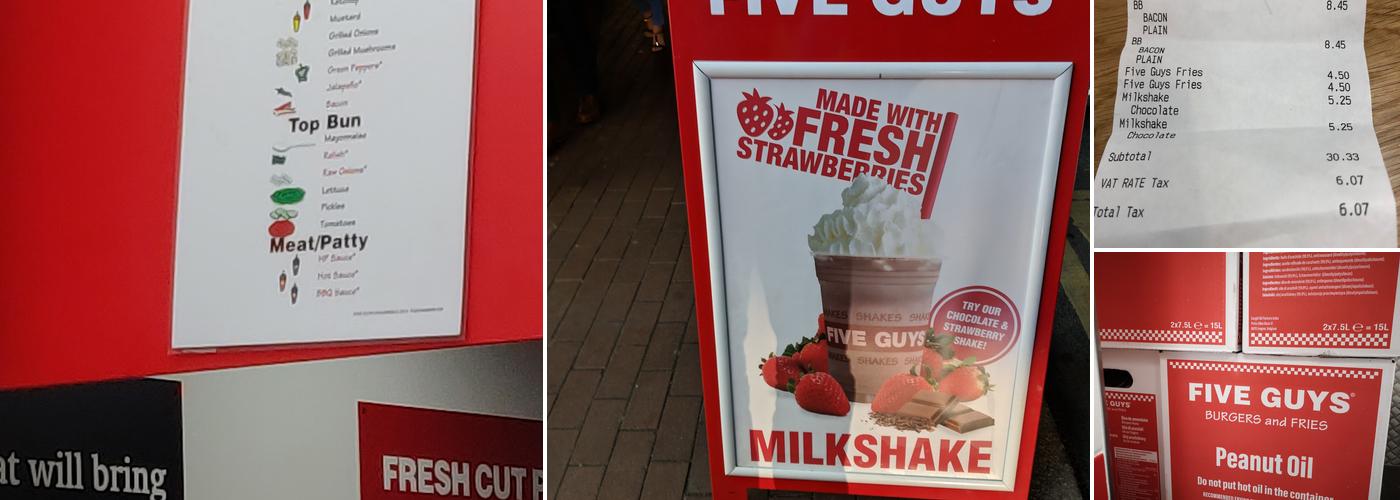 Ketchup
Mustard
Grilled Onions
Grilled Mushrooms
Green Peppers*
Jalapeño*
Bacon
Top Bun
Mayonnaise
Relish*
Raw Onions*
Lettuce
Pickles
Tomatoes
Meat/Patty
HP Sauce*
Hot Sauce*
BBQ Sauce*
at will bring
FRESH CUT F
FIVE GUYS
MADE WITH
FRESH
STRAWBERRIES
SHAKES SHAKES SHAKE
FIVE GUYS
SHAKES SHAKES SHAK
TRY OUR
CHOCOLATE &
STRAWBERRY
SHAKE!
MILKSHAKE
BB 8.45
BACON
PLAIN
BB 8.45
BACON
PLAIN
Five Guys Fries 4.50
Five Guys Fries 4.50
Milkshake 5.25
Chocolate
Milkshake 5.25
Chocolate
Subtotal 30.33
VAT RATE Tax 6.07
Total Tax 6.07
2x7.5L ℮ = 15L
2x7.5L ℮ = 15L
GUYS
FIVE GUYS®
BURGERS and FRIES
Peanut Oil
Do not put hot oil in the container